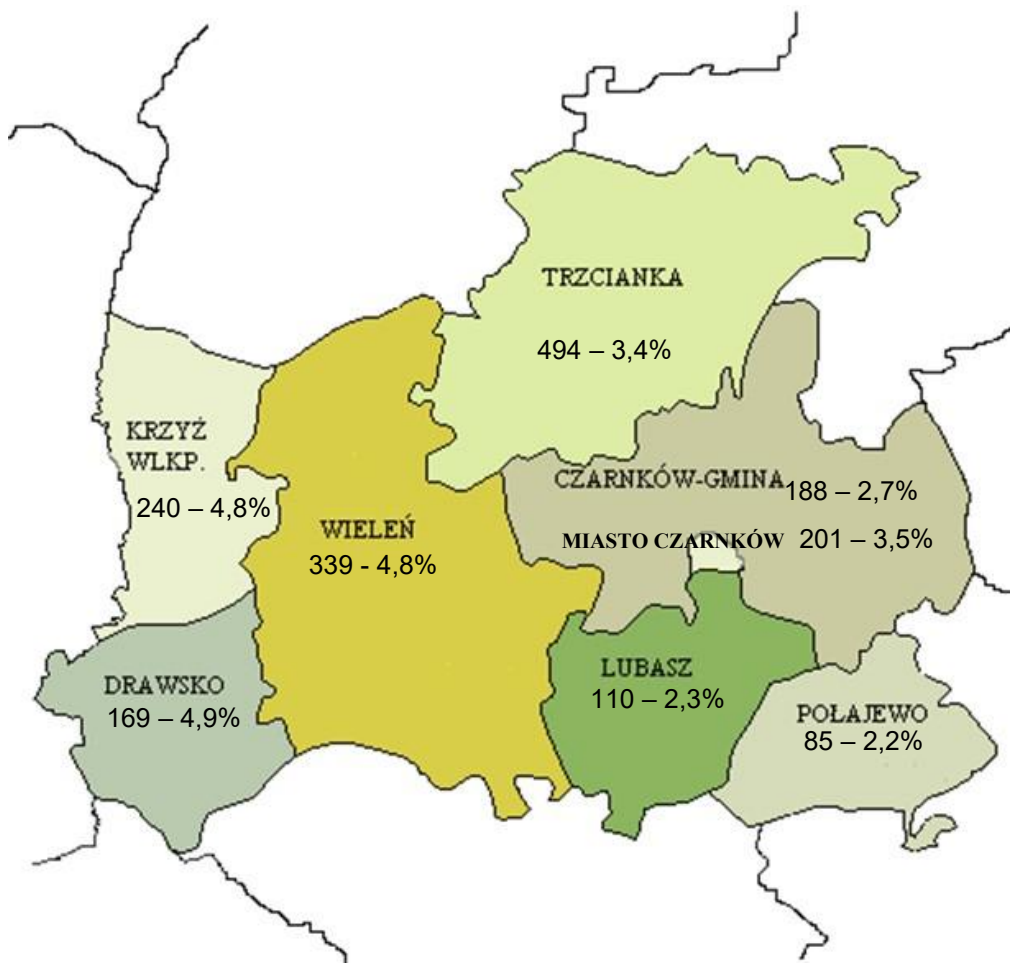 TRZCIANKA
494 – 3,4%
KRZYŻ
WLKP.
240 – 4,8%
WIELEŃ
339 - 4,8%
CZARNKÓW-GMINA 188 – 2,7%
MIASTO CZARNKÓW 201 – 3,5%
DRAWSKO
169 – 4,9%
LUBASZ
110 – 2,3%
POŁAJEWO
85 – 2,2%